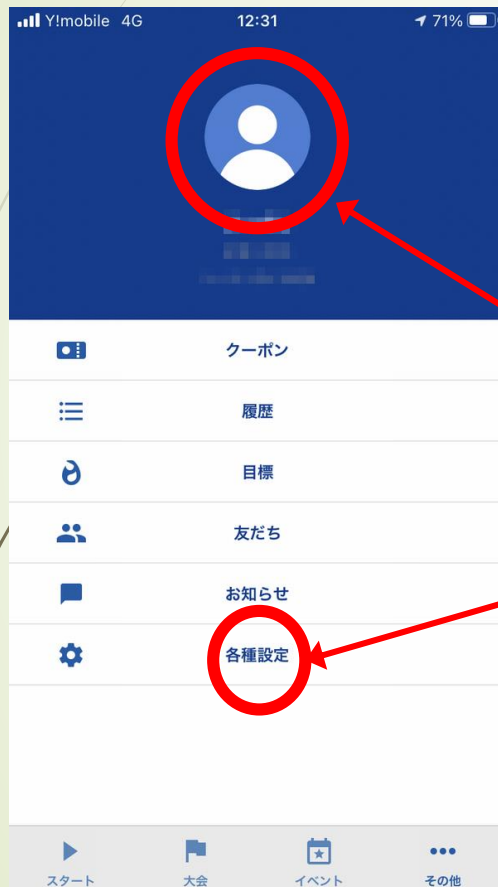 Y!mobile 4G 12:31 71%
クーポン
履歴
目標
友だち
お知らせ
各種設定
スタート 大会 イベント その他